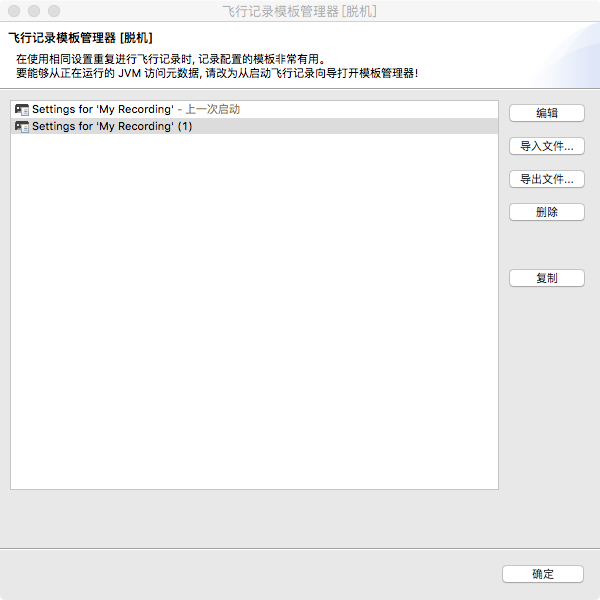 飞行记录模板管理器 [脱机]
飞行记录模板管理器 [脱机]
在使用相同设置重复进行飞行记录时, 记录配置的模板非常有用。
要能够从正在运行的 JVM 访问元数据, 请改为从启动飞行记录向导打开模板管理器!
Settings for 'My Recording' - 上一次启动
Settings for 'My Recording' (1)
编辑
导入文件...
导出文件...
删除
复制
确定